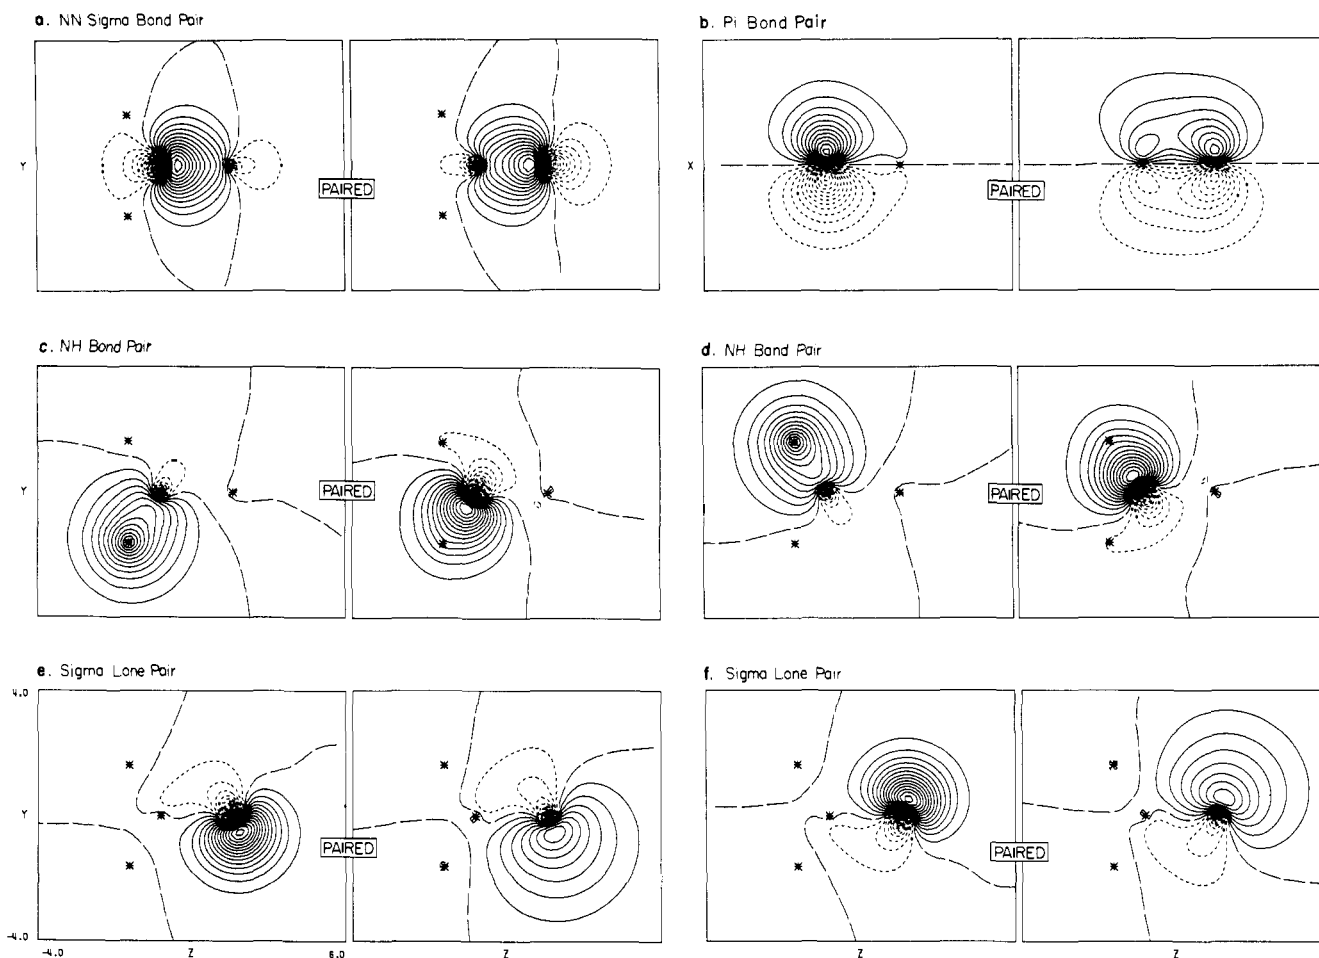 a. NN Sigma Bond Pair
b. Pi Bond Pair
Y
PAIRED
X
PAIRED
c. NH Bond Pair
d. NH Bond Pair
Y
PAIRED
PAIRED
e. Sigma Lone Pair
f. Sigma Lone Pair
4.0
Y
PAIRED
PAIRED
-4.0
-4.0
Z
6.0
Z
Z
Z